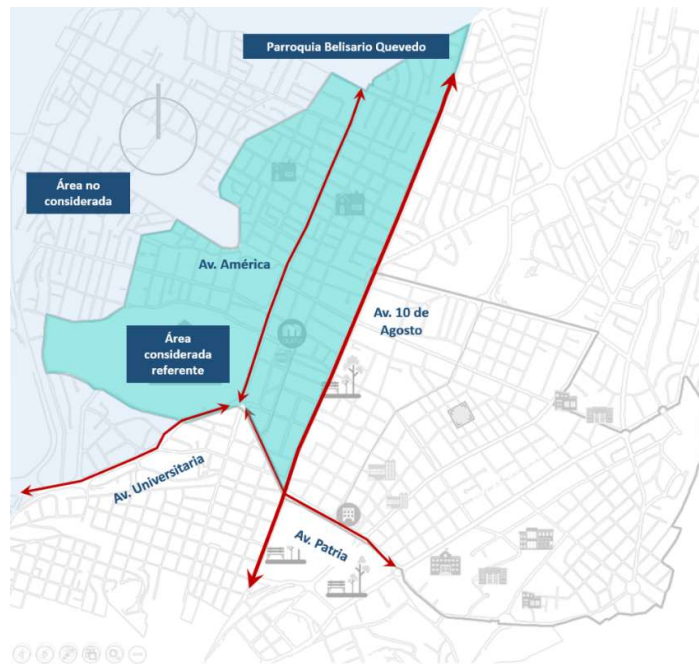 Parroquia Belisario Quevedo
Área no
considerada
Av. América
Av. 10 de
Agosto
Área
considerada
referente
Av. Universitaria
Av. Patria